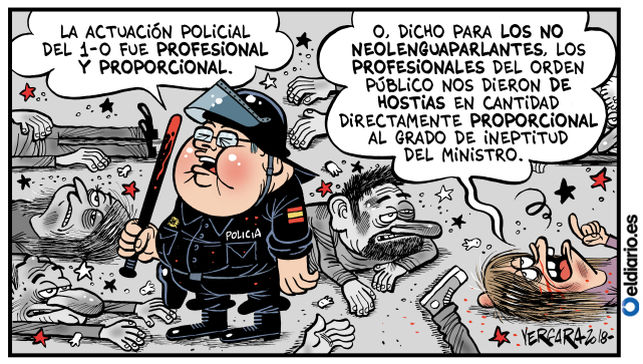 LA ACTUACIÓN POLICIAL
DEL 1-O FUE PROFESIONAL
Y PROPORCIONAL.
O, DICHO PARA LOS NO
NEOLENGUAPARLANTES, LOS
PROFESIONALES DEL ORDEN
PÚBLICO NOS DIERON DE
HOSTIAS EN CANTIDAD
DIRECTAMENTE PROPORCIONAL
AL GRADO DE INEPTITUD
DEL MINISTRO.
POLICIA
VERGARA-2018-
eldiario.es